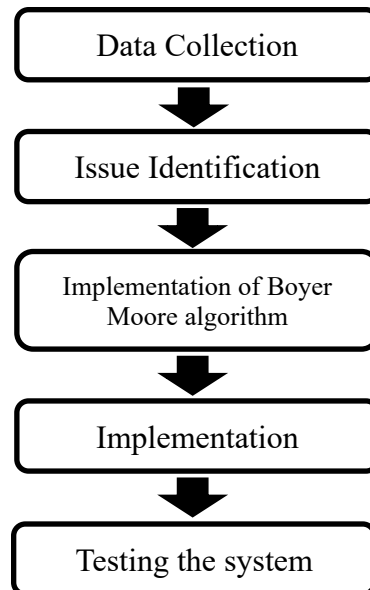 Data Collection
Issue Identification
Implementation of Boyer
Moore algorithm
Implementation
Testing the system